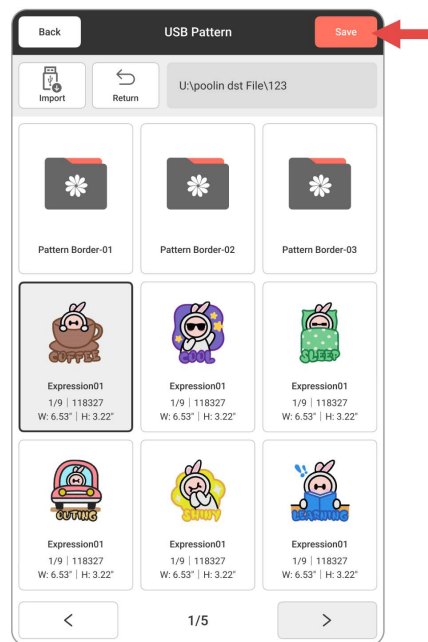 Back USB Pattern Save
Import Return U:\poolin dst File\123
Pattern Border-01 Pattern Border-02 Pattern Border-03
COFFEE COOL SLEEP
Expression01 Expression01 Expression01
1/9 | 118327 1/9 | 118327 1/9 | 118327
W: 6.53" | H: 3.22" W: 6.53" | H: 3.22" W: 6.53" | H: 3.22"
OUTING SHINY LEARNING
Expression01 Expression01 Expression01
1/9 | 118327 1/9 | 118327 1/9 | 118327
W: 6.53" | H: 3.22" W: 6.53" | H: 3.22" W: 6.53" | H: 3.22"
< 1/5 >